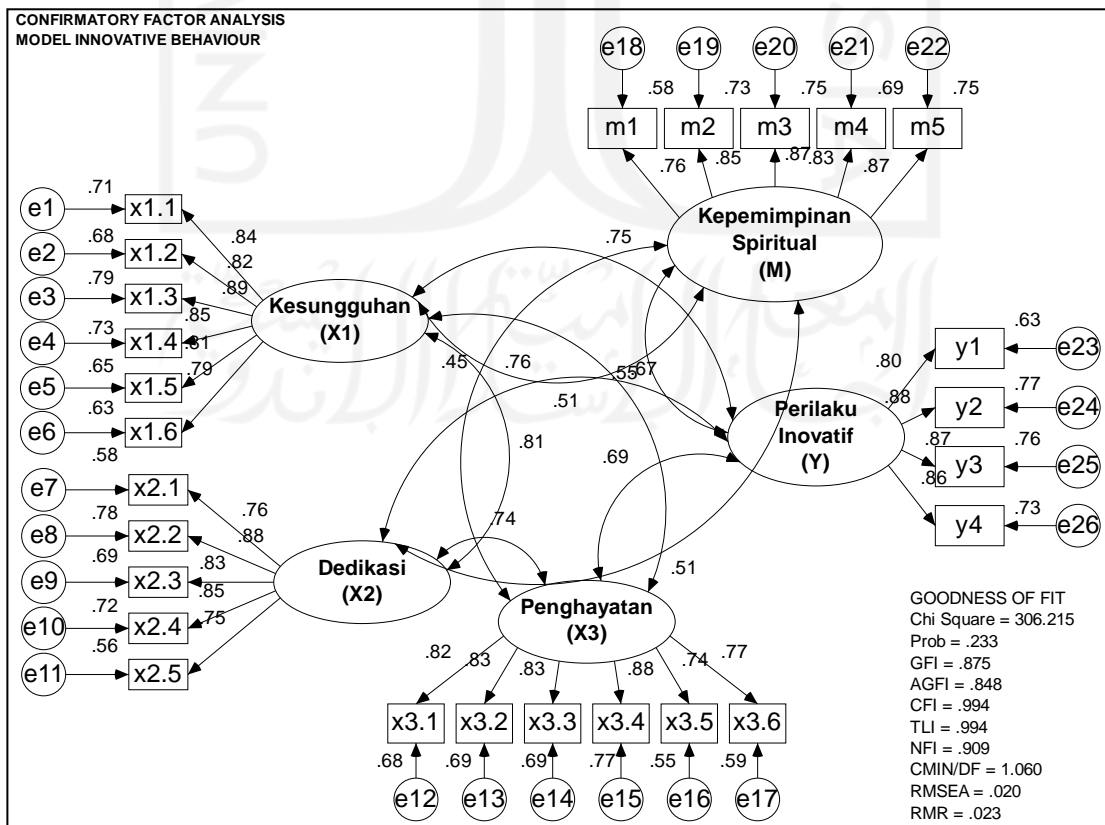 CONFIRMATORY FACTOR ANALYSIS
MODEL INNOVATIVE BEHAVIOUR
e18 e19 e20 e21 e22
.58 .73 .75 .69 .75
m1 m2 m3 m4 m5
.76 .85 .87 .83 .87
Kepemimpinan
Spiritual
(M)
e1 .71 x1.1 .84
e2 .68 x1.2 .82
e3 .79 x1.3 .89
e4 .73 x1.4 .85
e5 .65 x1.5 .81
e6 .63 x1.6 .79
Kesungguhan
(X1)
.75
.45 .76 .55 .67
.51
.81 .69
.74
.51
y1 .63 e23
y2 .77 e24
y3 .76 e25
y4 .73 e26
.80
.88
.87
.86
Perilaku
Inovatif
(Y)
e7 .58 x2.1 .76
e8 .78 x2.2 .88
e9 .69 x2.3 .83
e10 .72 x2.4 .85
e11 .56 x2.5 .75
Dedikasi
(X2)
Penghayatan
(X3)
.82 .83 .83 .88 .74 .77
x3.1 x3.2 x3.3 x3.4 x3.5 x3.6
.68 .69 .69 .77 .55 .59
e12 e13 e14 e15 e16 e17
GOODNESS OF FIT
Chi Square = 306.215
Prob = .233
GFI = .875
AGFI = .848
CFI = .994
TLI = .994
NFI = .909
CMIN/DF = 1.060
RMSEA = .020
RMR = .023